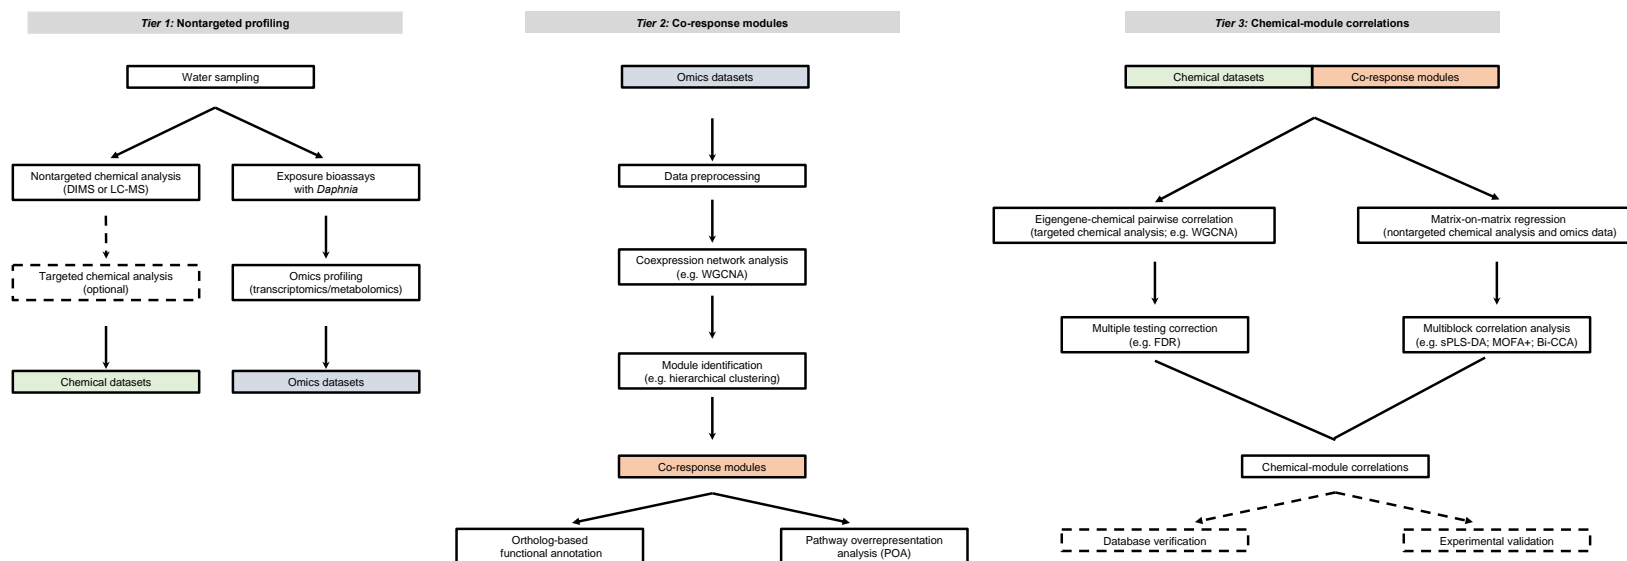 Tier 1: Nontargeted profiling
Water sampling
Nontargeted chemical analysis
(DIMS or LC-MS)
Exposure bioassays
with Daphnia
Targeted chemical analysis
(optional)
Omics profiling
(transcriptomics/metabolomics)
Chemical datasets
Omics datasets
Tier 2: Co-response modules
Omics datasets
Data preprocessing
Coexpression network analysis
(e.g. WGCNA)
Module identification
(e.g. hierarchical clustering)
Co-response modules
Ortholog-based
functional annotation
Pathway overrepresentation
analysis (POA)
Tier 3: Chemical-module correlations
Chemical datasets
Co-response modules
Eigengene-chemical pairwise correlation
(targeted chemical analysis; e.g. WGCNA)
Matrix-on-matrix regression
(nontargeted chemical analysis and omics data)
Multiple testing correction
(e.g. FDR)
Multiblock correlation analysis
(e.g. sPLS-DA; MOFA+; Bi-CCA)
Chemical-module correlations
Database verification
Experimental validation